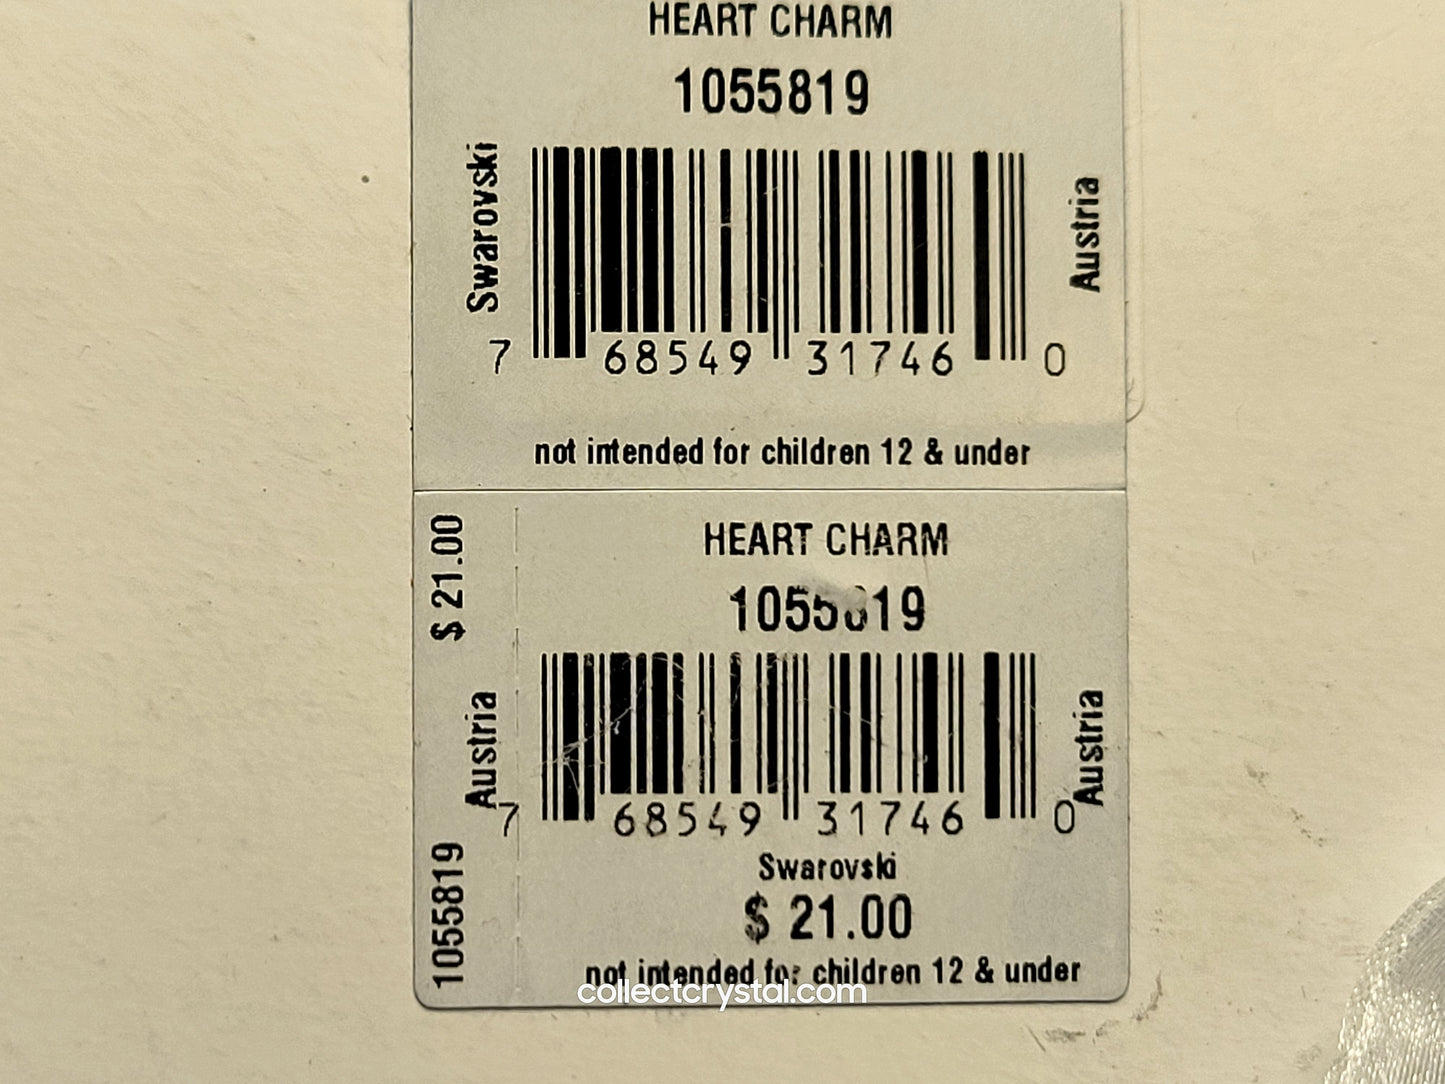 HEART CHARM
1055819
Swarovski
Austria
7 68549 31746 0
not intended for children 12 & under
$ 21.00
HEART CHARM
1055819
Austria
Austria
7 68549 31746 0
1055819
Swarovski
$ 21.00
not intended for children 12 & under
collectcrystal.com